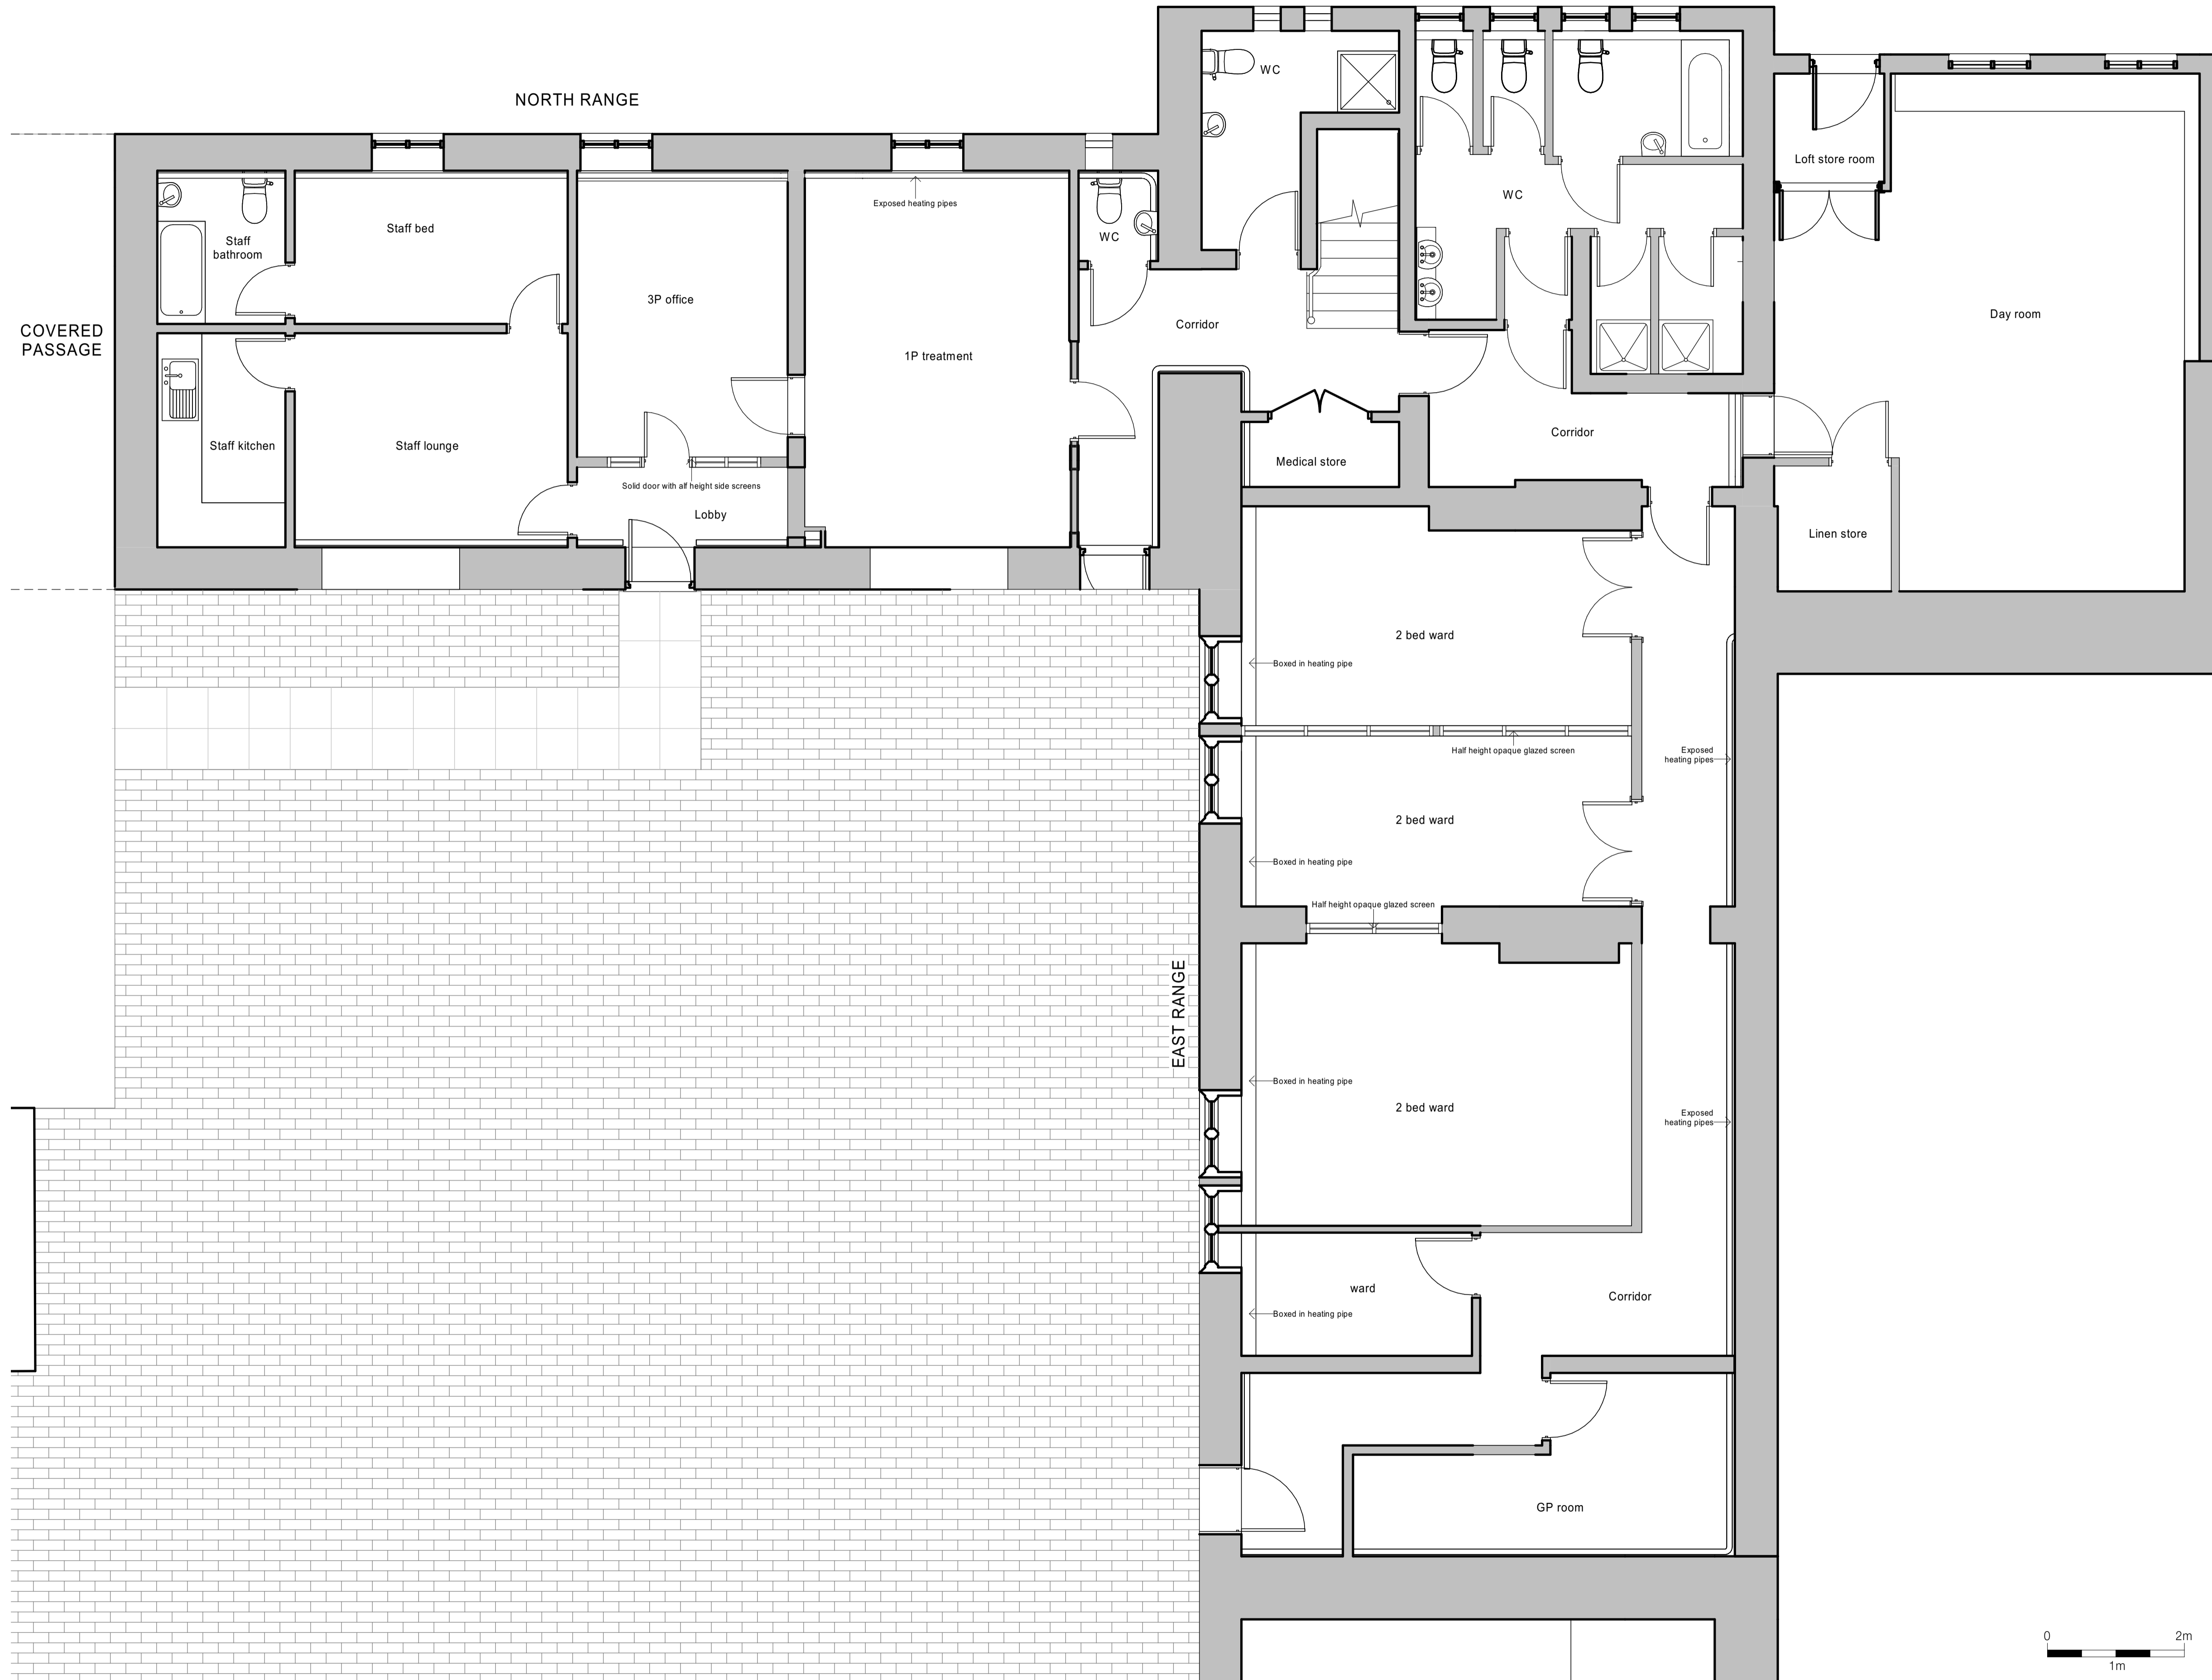 NORTH RANGE
COVERED
PASSAGE
Staff
bathroom
Staff bed
3P office
Exposed heating pipes
1P treatment
WC
WC
WC
Corridor
Loft store room
Day room
Staff kitchen
Staff lounge
Solid door with alf height side screens
Lobby
Medical store
Corridor
Linen store
2 bed ward
Boxed in heating pipe
Half height opaque glazed screen
Exposed
heating pipes
2 bed ward
Boxed in heating pipe
Half height opaque glazed screen
EAST RANGE
Boxed in heating pipe
2 bed ward
Exposed
heating pipes
ward
Boxed in heating pipe
Corridor
GP room
0
2m
1m